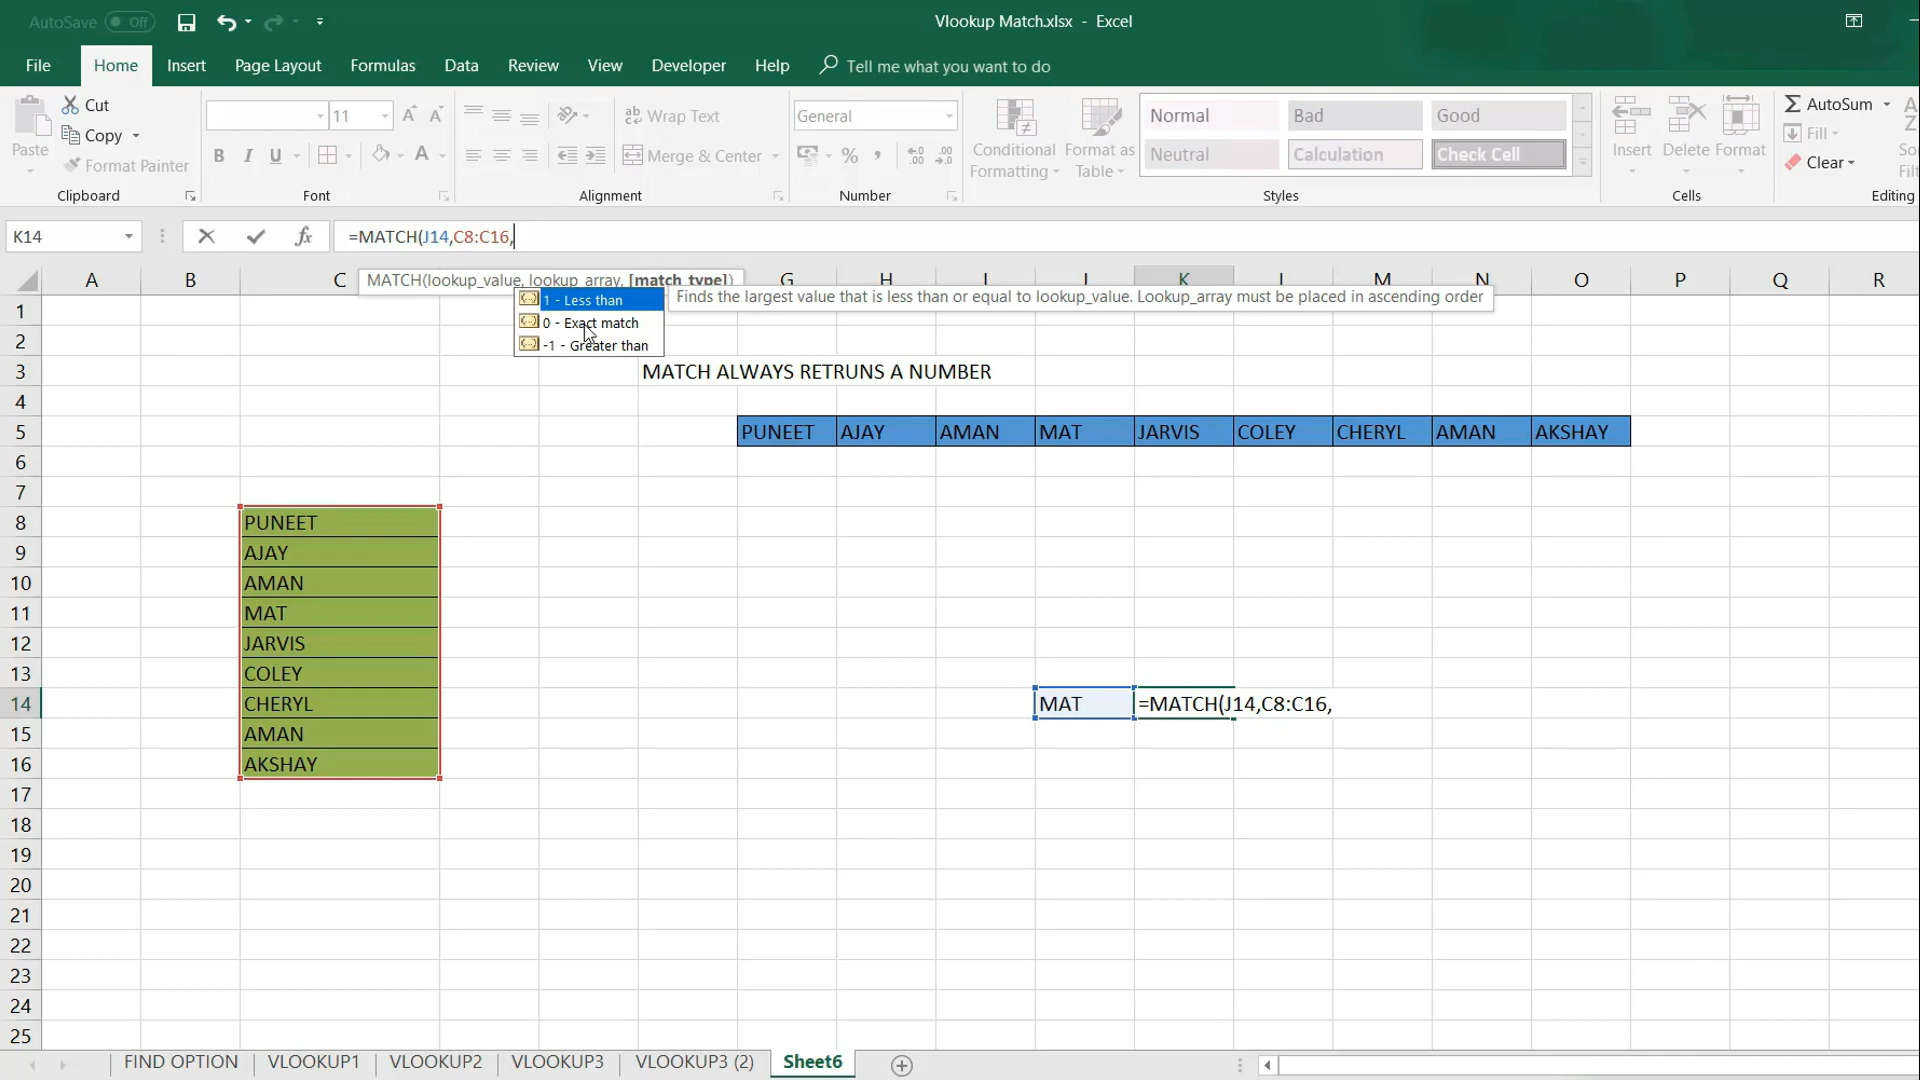 AutoSave Off
Vlookup Match.xlsx - Excel
File Home Insert Page Layout Formulas Data Review View Developer Help Tell me what you want to do
Paste
Cut
Copy
Format Painter
Clipboard
11
B I U
Font
Wrap Text
Merge & Center
Alignment
General
Number
Conditional Formatting
Format as Table
Normal Bad Good
Neutral Calculation Check Cell
Styles
Insert Delete Format
Cells
AutoSum
Fill
Clear
Editing
K14
=MATCH(J14,C8:C16,
MATCH(lookup_value, lookup_array, [match_type])
A B C G H K M N O P Q R
1 - Less than
0 - Exact match
-1 - Greater than
Finds the largest value that is less than or equal to lookup_value. Lookup_array must be placed in ascending order
1
2
3 MATCH ALWAYS RETRUNS A NUMBER
4
5 PUNEET AJAY AMAN MAT JARVIS COLEY CHERYL AMAN AKSHAY
6
7
8 PUNEET
9 AJAY
10 AMAN
11 MAT
12 JARVIS
13 COLEY
14 CHERYL MAT =MATCH(J14,C8:C16,
15 AMAN
16 AKSHAY
17
18
19
20
21
22
23
24
25
FIND OPTION VLOOKUP1 VLOOKUP2 VLOOKUP3 VLOOKUP3 (2) Sheet6